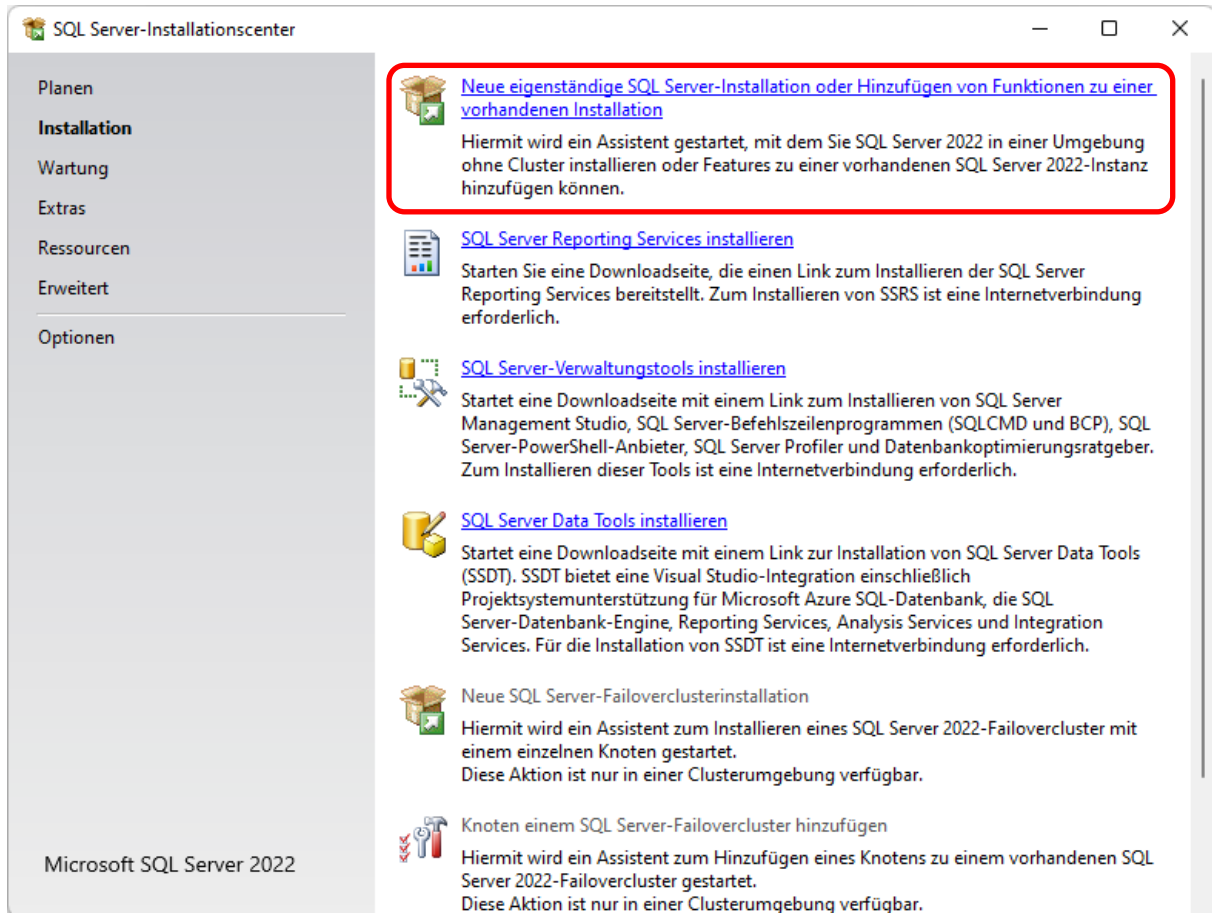 SQL Server-Installationscenter
Planen
Installation
Wartung
Extras
Ressourcen
Erweitert
Optionen
Microsoft SQL Server 2022
Neue eigenständige SQL Server-Installation oder Hinzufügen von Funktionen zu einer
vorhandenen Installation
Hiermit wird ein Assistent gestartet, mit dem Sie SQL Server 2022 in einer Umgebung
ohne Cluster installieren oder Features zu einer vorhandenen SQL Server 2022-Instanz
hinzufügen können.
SQL Server Reporting Services installieren
Starten Sie eine Downloadseite, die einen Link zum Installieren der SQL Server
Reporting Services bereitstellt. Zum Installieren von SSRS ist eine Internetverbindung
erforderlich.
SQL Server-Verwaltungstools installieren
Startet eine Downloadseite mit einem Link zum Installieren von SQL Server
Management Studio, SQL Server-Befehlszeilenprogrammen (SQLCMD und BCP), SQL
Server-PowerShell-Anbieter, SQL Server Profiler und Datenbankoptimierungsratgeber.
Zum Installieren dieser Tools ist eine Internetverbindung erforderlich.
SQL Server Data Tools installieren
Startet eine Downloadseite mit einem Link zur Installation von SQL Server Data Tools
(SSDT). SSDT bietet eine Visual Studio-Integration einschließlich
Projektsystemunterstützung für Microsoft Azure SQL-Datenbank, die SQL
Server-Datenbank-Engine, Reporting Services, Analysis Services und Integration
Services. Für die Installation von SSDT ist eine Internetverbindung erforderlich.
Neue SQL Server-Failoverclusterinstallation
Hiermit wird ein Assistent zum Installieren eines SQL Server 2022-Failovercluster mit
einem einzelnen Knoten gestartet.
Diese Aktion ist nur in einer Clusterumgebung verfügbar.
Knoten einem SQL Server-Failovercluster hinzufügen
Hiermit wird ein Assistent zum Hinzufügen eines Knotens zu einem vorhandenen SQL
Server 2022-Failovercluster gestartet.
Diese Aktion ist nur in einer Clusterumgebung verfügbar.